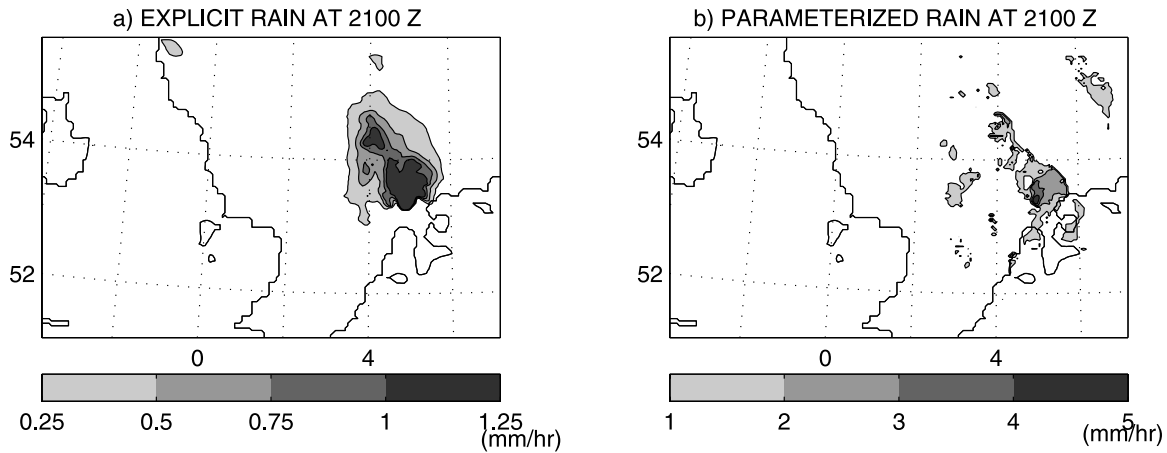 a) EXPLICIT RAIN AT 2100 Z
54
52
0 4
0.25 0.5 0.75 1 1.25
(mm/hr)
b) PARAMETERIZED RAIN AT 2100 Z
54
52
0 4
1 2 3 4 5
(mm/hr)